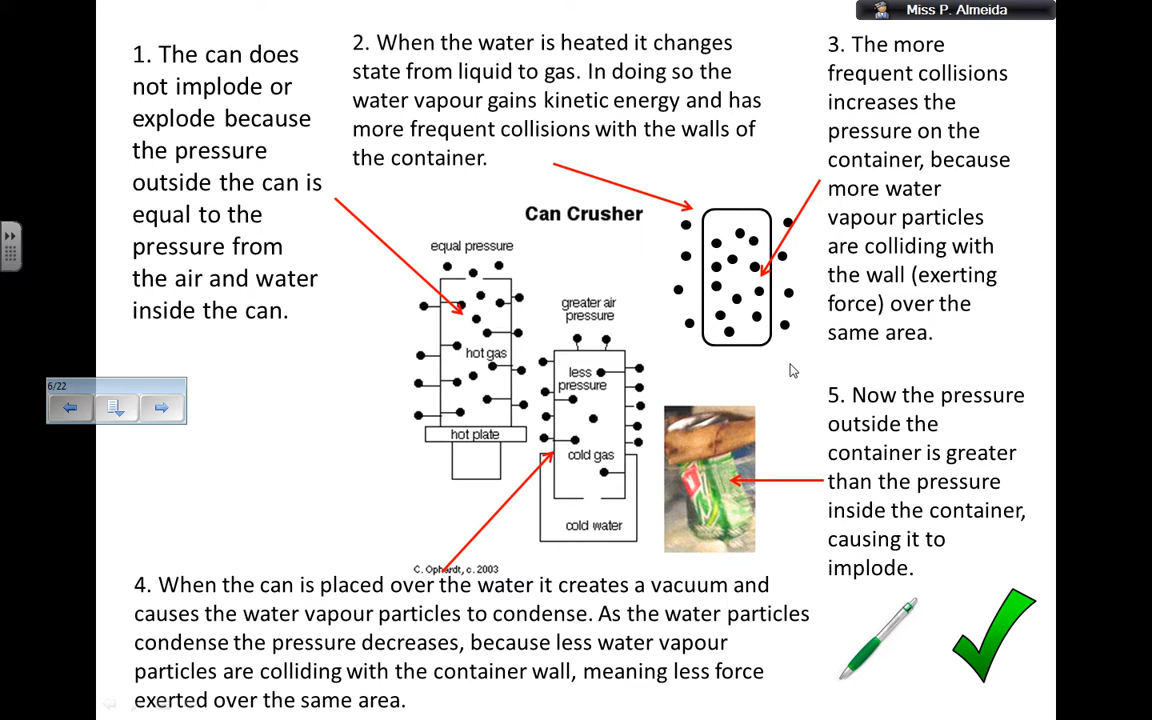 Miss P. Almeida
1. The can does
not implode or
explode because
the pressure
outside the can is
equal to the
pressure from
the air and water
inside the can.
2. When the water is heated it changes
state from liquid to gas. In doing so the
water vapour gains kinetic energy and has
more frequent collisions with the walls of
the container.
3. The more
frequent collisions
increases the
pressure on the
container, because
more water
vapour particles
are colliding with
the wall (exerting
force) over the
same area.
Can Crusher
equal pressure
hot gas
hot plate
greater air
pressure
less
pressure
cold gas
cold water
C. Ophardt, c. 2003
6/22
4. When the can is placed over the water it creates a vacuum and
causes the water vapour particles to condense. As the water particles
condense the pressure decreases, because less water vapour
particles are colliding with the container wall, meaning less force
exerted over the same area.
5. Now the pressure
outside the
container is greater
than the pressure
inside the container,
causing it to
implode.